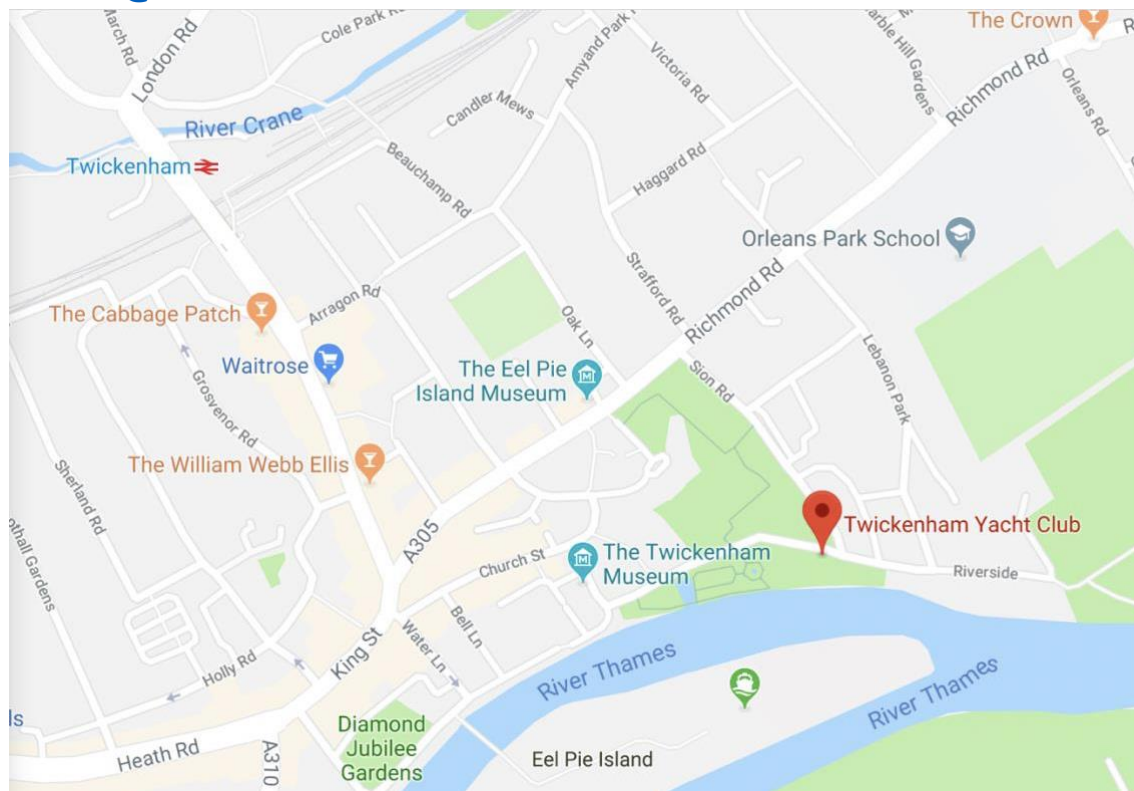 March Rd
London Rd
Cole Park R
River Crane
Twickenham
Candler Mews
Amyand Park
Victoria Rd
Hill Gardens
The Crown
Richmond Rd
Orleans Rd
Beauchamp Rd
Haggard Rd
Orleans Park School
Strafford Rd
Richmond Rd
Arragon Rd
The Cabbage Patch
Waitrose
Oak Ln
The Eel Pie
Island Museum
Sion Rd
Lebanon Park
Grosvenor Rd
The William Webb Ellis
Sherland Rd
A305
Twickenham Yacht Club
Church St
The Twickenham
Museum
Riverside
Gardens
Bell Ln
Water Ln
King St
Holly Rd
River Thames
River Thames
ls
Diamond
Jubilee
Gardens
Heath Rd
A310
Eel Pie Island